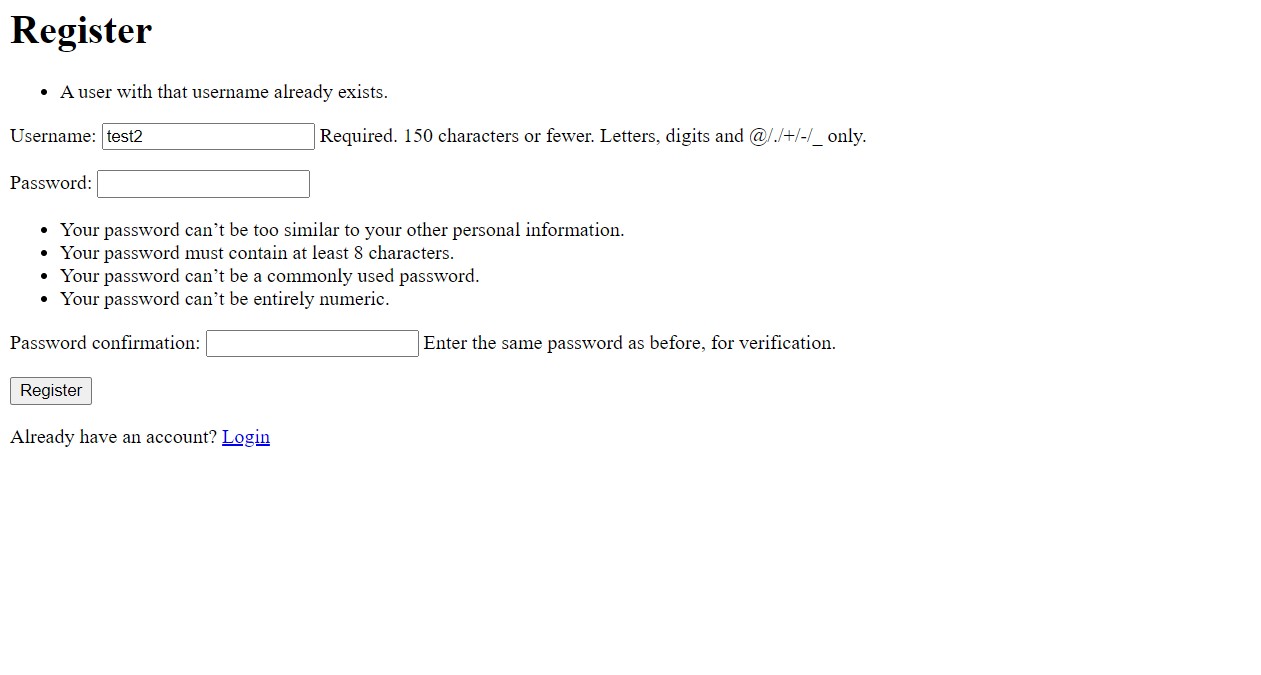 Register
A user with that username already exists.
Username: test2 Required. 150 characters or fewer. Letters, digits and @/./+/-/_ only.
Password:
Your password can’t be too similar to your other personal information.
Your password must contain at least 8 characters.
Your password can’t be a commonly used password.
Your password can’t be entirely numeric.
Password confirmation: Enter the same password as before, for verification.
Register
Already have an account? Login